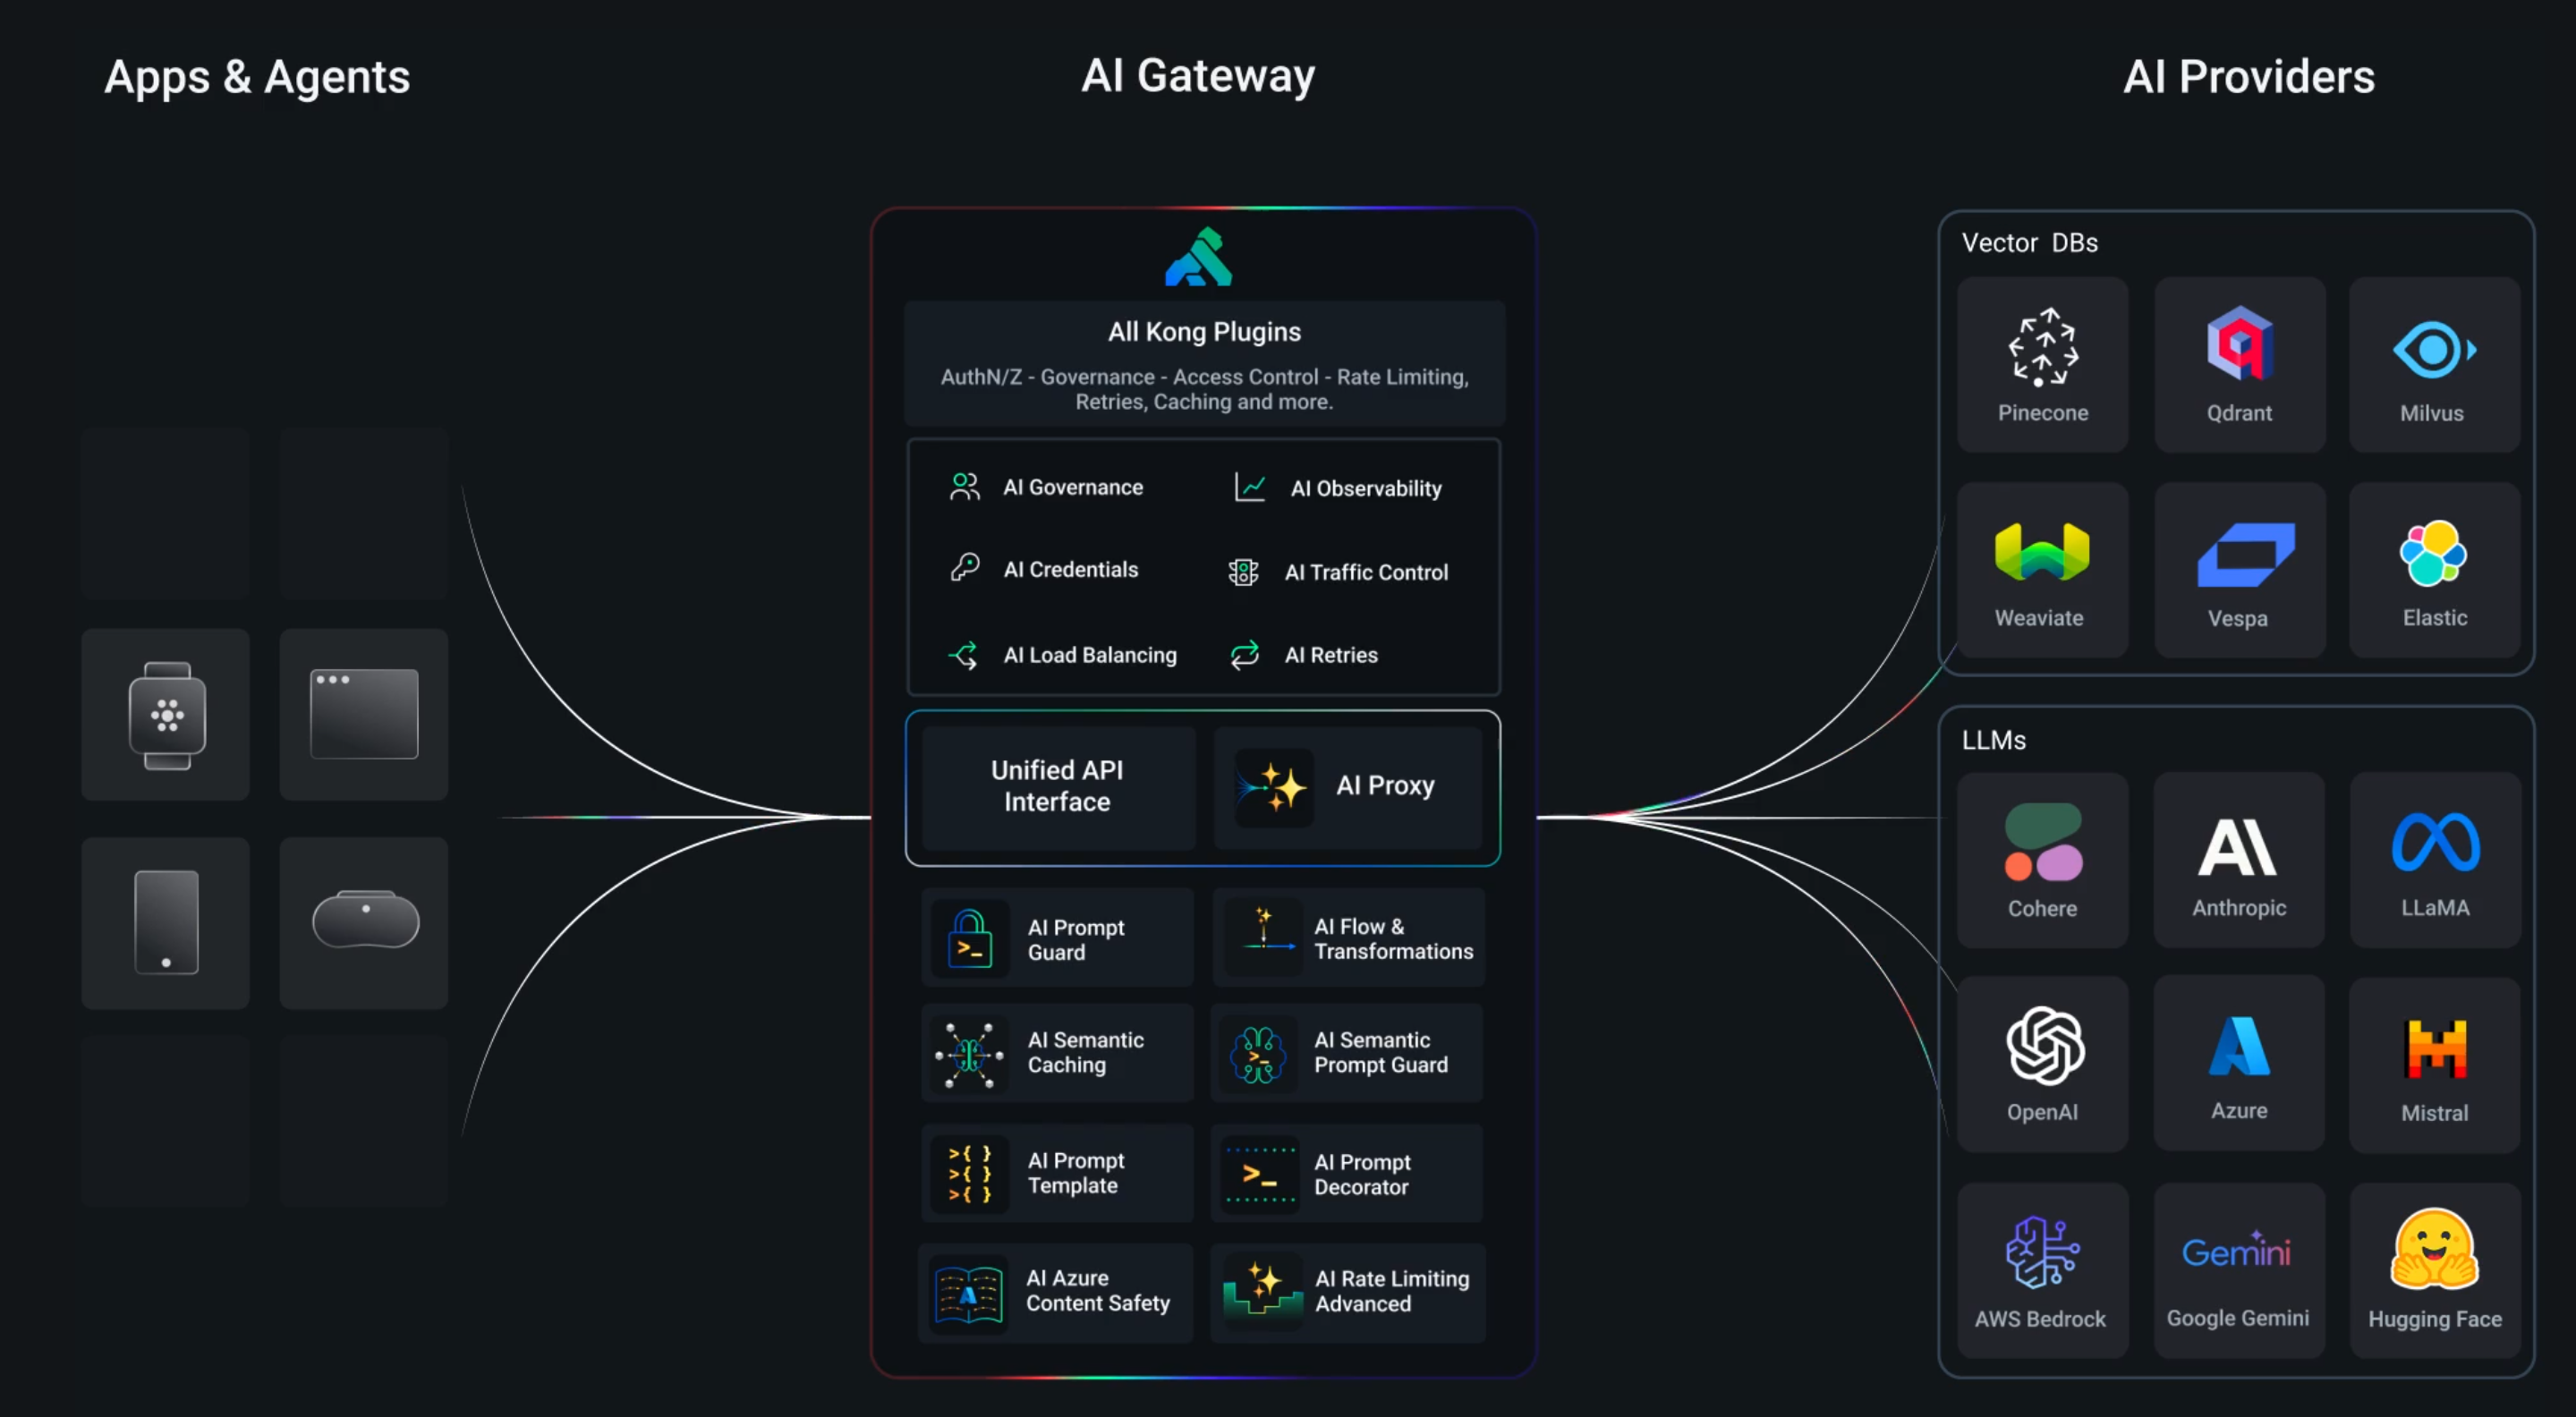 Apps & Agents
AI Gateway
AI Providers
All Kong Plugins
AuthN/Z - Governance - Access Control - Rate Limiting,
Retries, Caching and more.
AI Governance
AI Observability
AI Credentials
AI Traffic Control
AI Load Balancing
AI Retries
Unified API
Interface
AI Proxy
>_
AI Prompt
Guard
AI Flow &
Transformations
AI Semantic
Caching
>_
AI Semantic
Prompt Guard
>{ }
>{ }
>{ }
AI Prompt
Template
>_
AI Prompt
Decorator
AI Azure
Content Safety
AI Rate Limiting
Advanced
Vector DBs
Pinecone
Qdrant
Milvus
Weaviate
Vespa
Elastic
LLMs
Cohere
Anthropic
LLaMA
OpenAI
Azure
Mistral
AWS Bedrock
Gemini
Google Gemini
Hugging Face